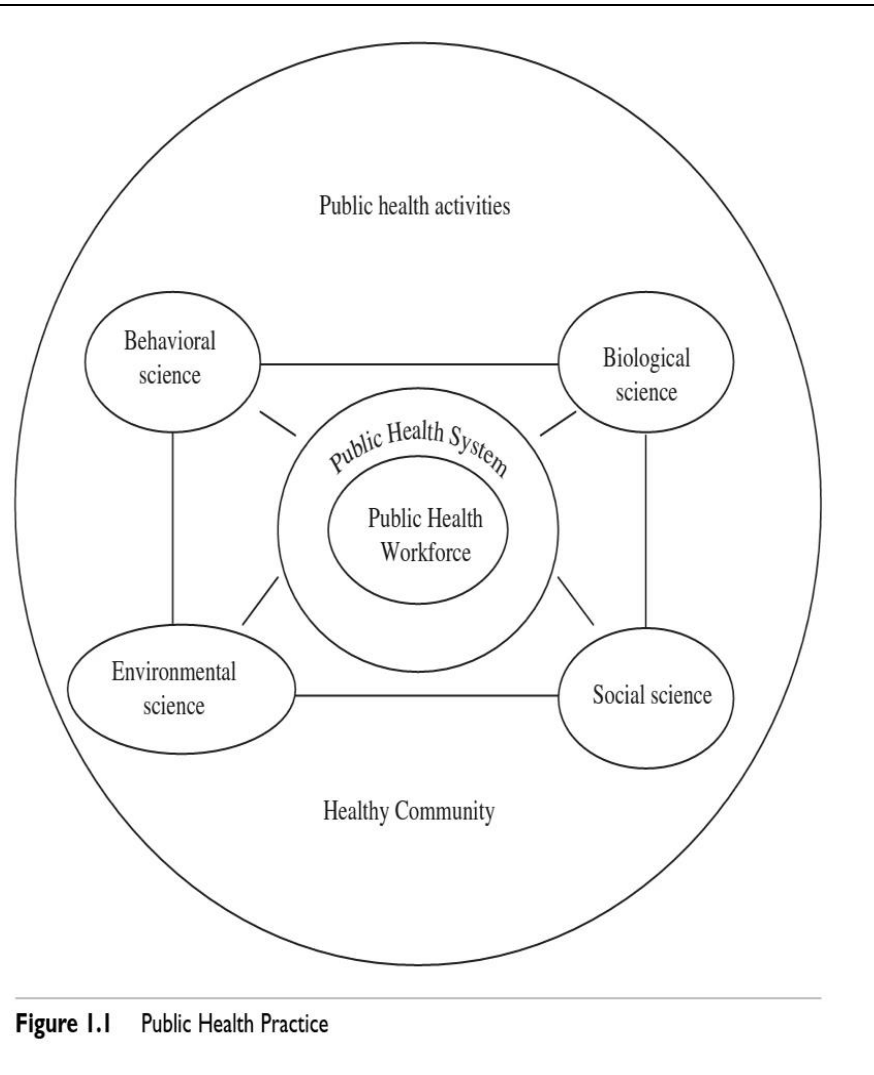 Public health activities
Behavioral
science
Biological
science
Public Health System
Public Health
Workforce
Environmental
science
Social science
Healthy Community
Figure 1.1 Public Health Practice